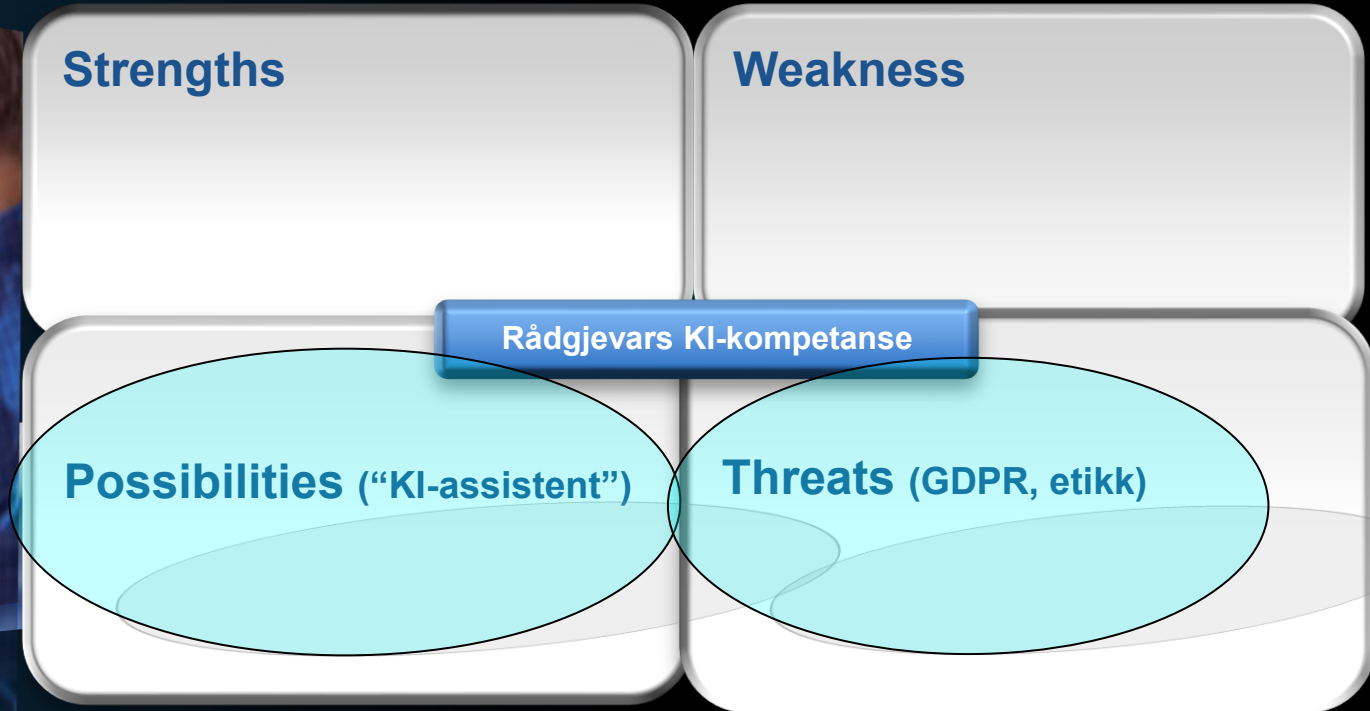 Strengths
Weakness
Rådgjevars KI-kompetanse
Possibilities (“KI-assistent”)
Threats (GDPR, etikk)